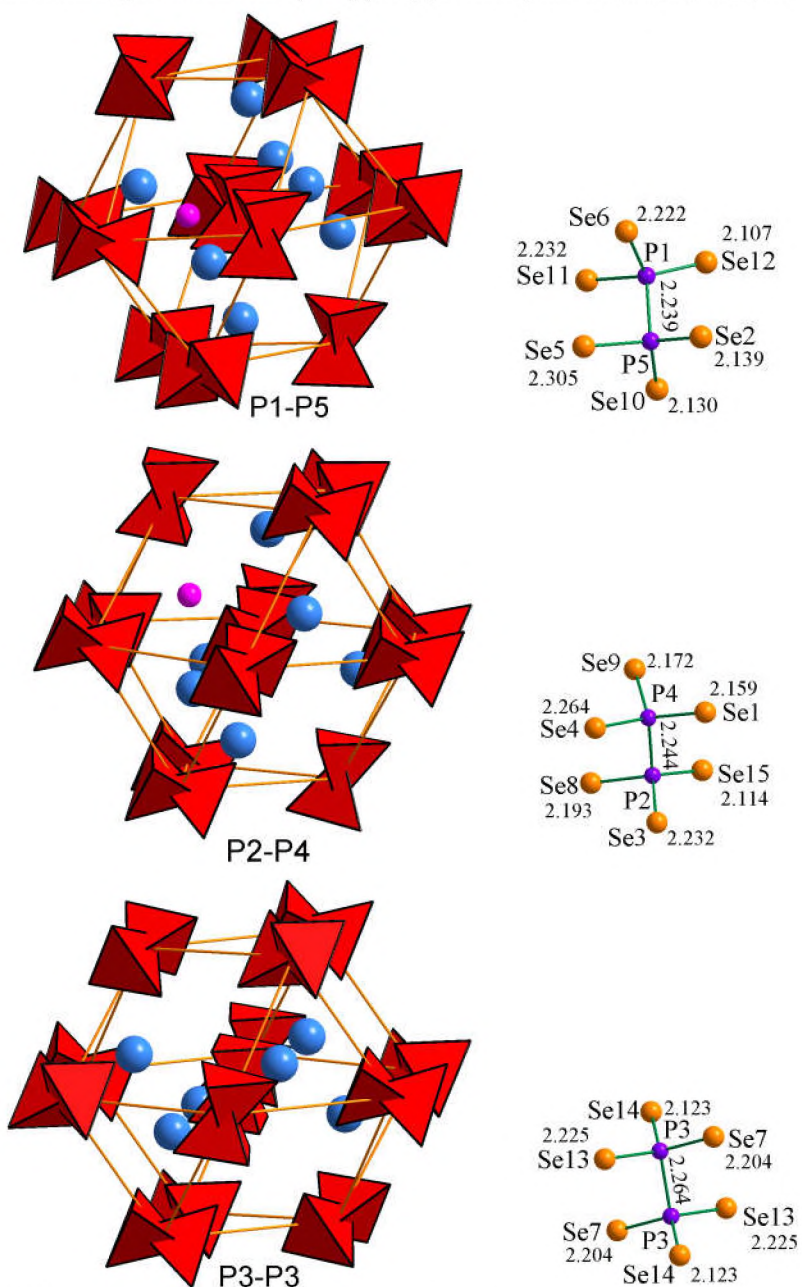 Se6 2.222
2.232 P1 2.107
Se11 Se12
2.239
Se5 P5 Se2
2.305 2.139
Se10 2.130
P1-P5
Se9 2.172
P4 2.159
2.264 Se1
Se4
2.244
Se8 P2 Se15
2.193 2.114
Se3 2.232
P2-P4
Se14 2.123
2.225 P3 Se7
Se13 2.204
2.264
Se7 P3 Se13
2.204 2.225
Se14 2.123
P3-P3